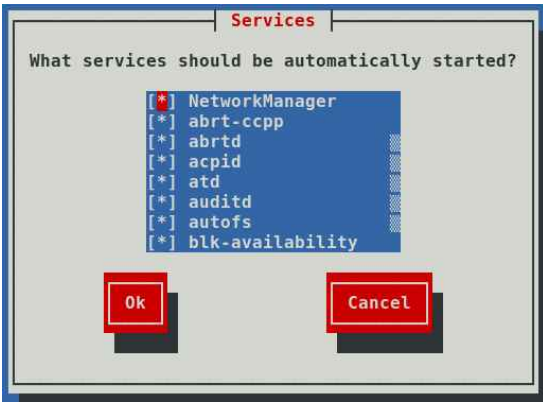 Services
What services should be automatically started?
[*] NetworkManager
[*] abrt-ccpp
[*] abrtd
[*] acpid
[*] atd
[*] auditd
[*] autofs
[*] blk-availability
Ok Cancel